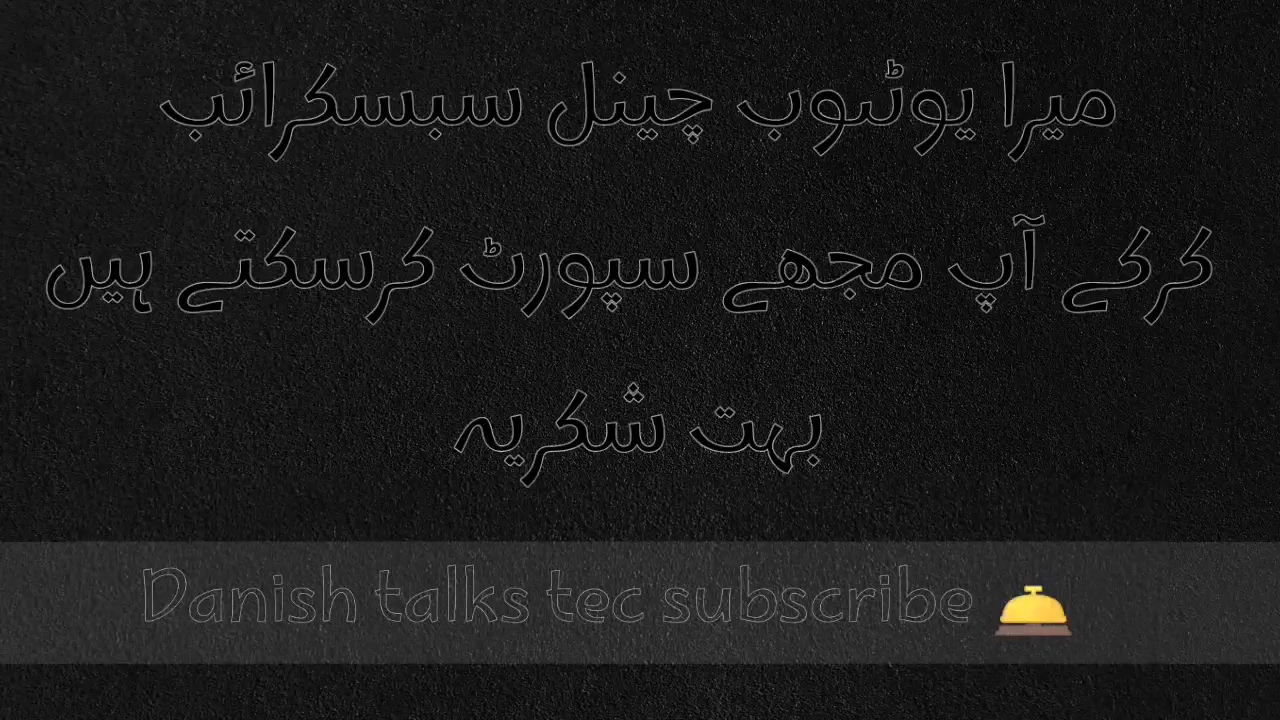 میرا یوٹیوب چینل سبسکرائب
کرکے آپ مجھے سپورٹ کرسکتے ہیں
بہت شکریہ
Danish talks tec subscribe 🛎️